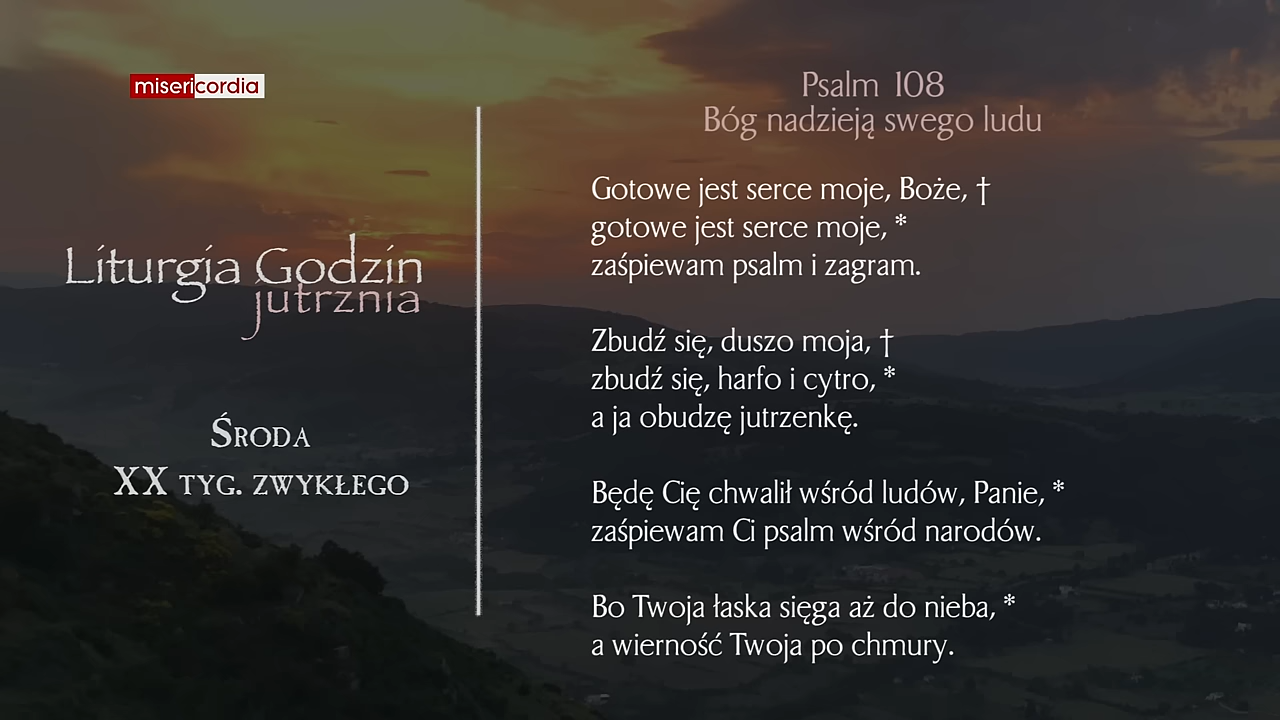 misericordia
Liturgia Godzin
jutrznia
Środa
XX tyg. zwykłego
Psalm 108
Bóg nadzieją swego ludu
Gotowe jest serce moje, Boże, †
gotowe jest serce moje, *
zaśpiewam psalm i zagram.
Zbudź się, duszo moja, †
zbudź się, harfo i cytro, *
a ja obudzę jutrzenkę.
Będę Cię chwalił wśród ludów, Panie, *
zaśpiewam Ci psalm wśród narodów.
Bo Twoja łaska sięga aż do nieba, *
a wierność Twoja po chmury.